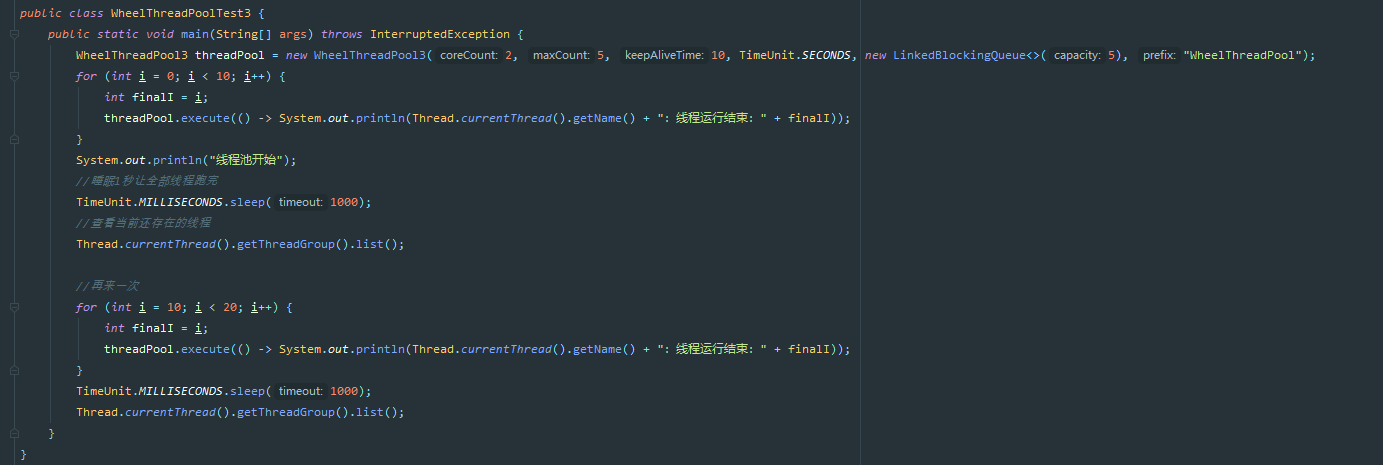 public class WheelThreadPoolTest3 {
    public static void main(String[] args) throws InterruptedException {
        WheelThreadPool3 threadPool = new WheelThreadPool3( coreCount: 2, maxCount: 5, keepAliveTime: 10, TimeUnit.SECONDS, new LinkedBlockingQueue<>( capacity: 5), prefix: "WheelThreadPool");
        for (int i = 0; i < 10; i++) {
            int finalI = i;
            threadPool.execute(() -> System.out.println(Thread.currentThread().getName() + ": 线程运行结束: " + finalI));
        }
        System.out.println("线程池开始");
        //睡眠1秒让全部线程跑完
        TimeUnit.MILLISECONDS.sleep( timeout: 1000);
        //查看当前还存在的线程
        Thread.currentThread().getThreadGroup().list();
        //再来一次
        for (int i = 10; i < 20; i++) {
            int finalI = i;
            threadPool.execute(() -> System.out.println(Thread.currentThread().getName() + ": 线程运行结束: " + finalI));
        }
        TimeUnit.MILLISECONDS.sleep( timeout: 1000);
        Thread.currentThread().getThreadGroup().list();
    }
}